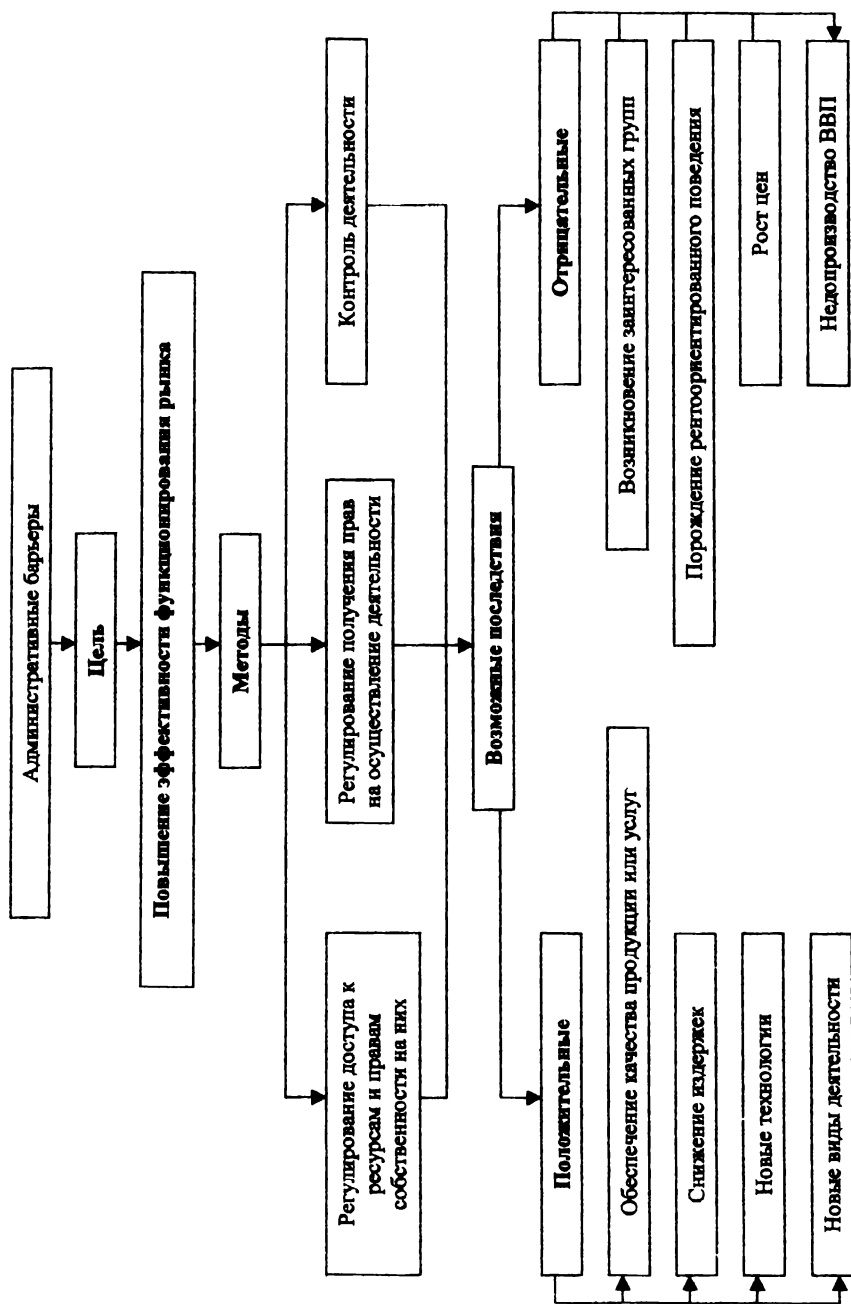 Административные барьеры
Цель
Повышение эффективности функционирования рынка
Методы
Регулирование доступа к
ресурсам и правам
собственности на них
Регулирование получения прав
на осуществление деятельности
Контроль деятельности
Возможные последствия
Положительные
Обеспечение качества продукции или услуг
Снижение издержек
Новые технологии
Новые виды деятельности
Отрицательные
Возникновение заинтересованных групп
Порождение рентоориентированного поведения
Рост цен
Недопроизводство ВВП